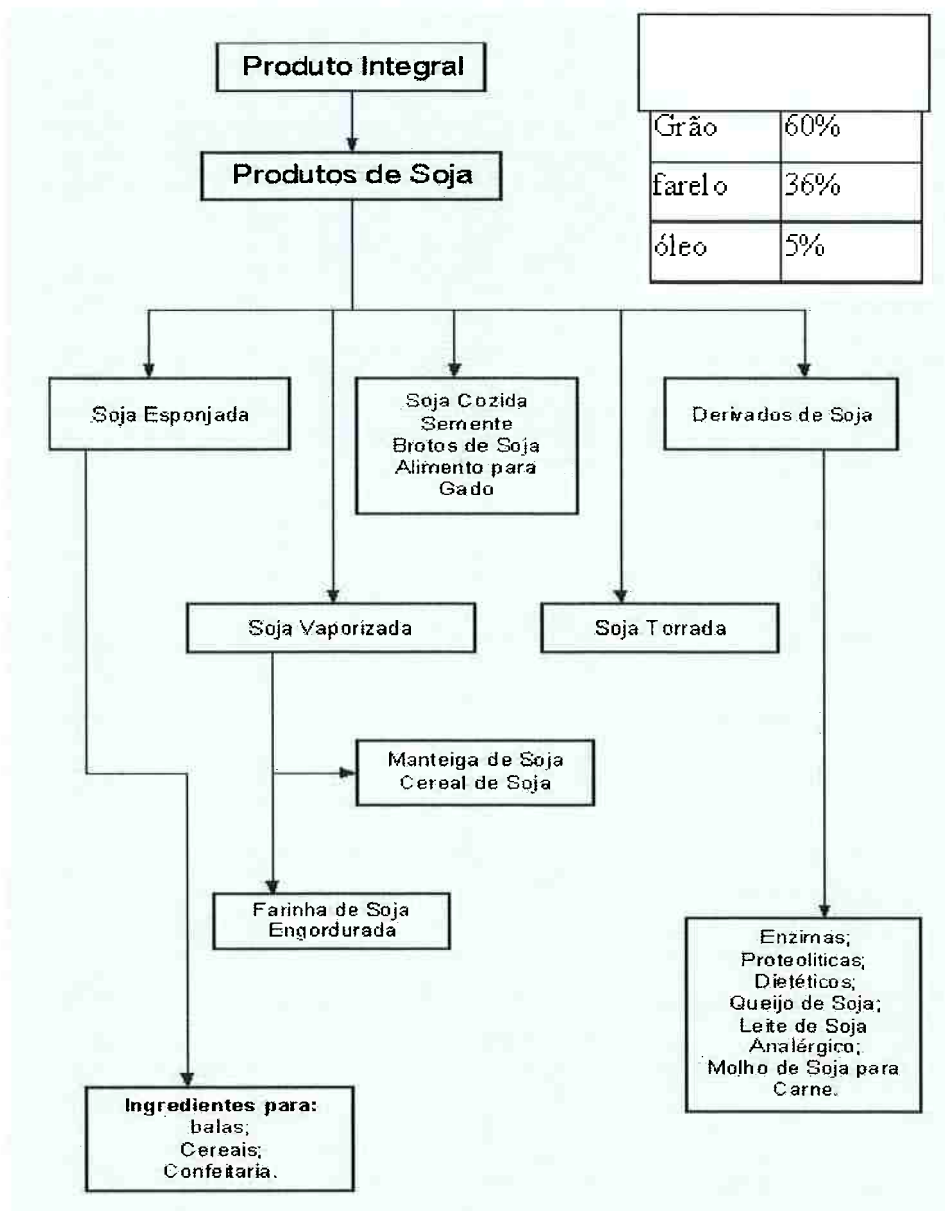 Produto Integral
Grão 60%
Produtos de Soja
farelo 36%
óleo 5%
Soja Esponjada
Soja Cozida
Semente
Brotos de Soja
Alimento para
Gado
Derivados de Soja
Soja Vaporizada
Soja Torrada
Manteiga de Soja
Cereal de Soja
Farinha de Soja
Engordurada
Enzimas;
Proteoliticas;
Dietéticos;
Queijo de Soja;
Leite de Soja
Analérgico;
Molho de Soja para
Carne.
Ingredientes para:
balas;
Cereais;
Confeitaria.